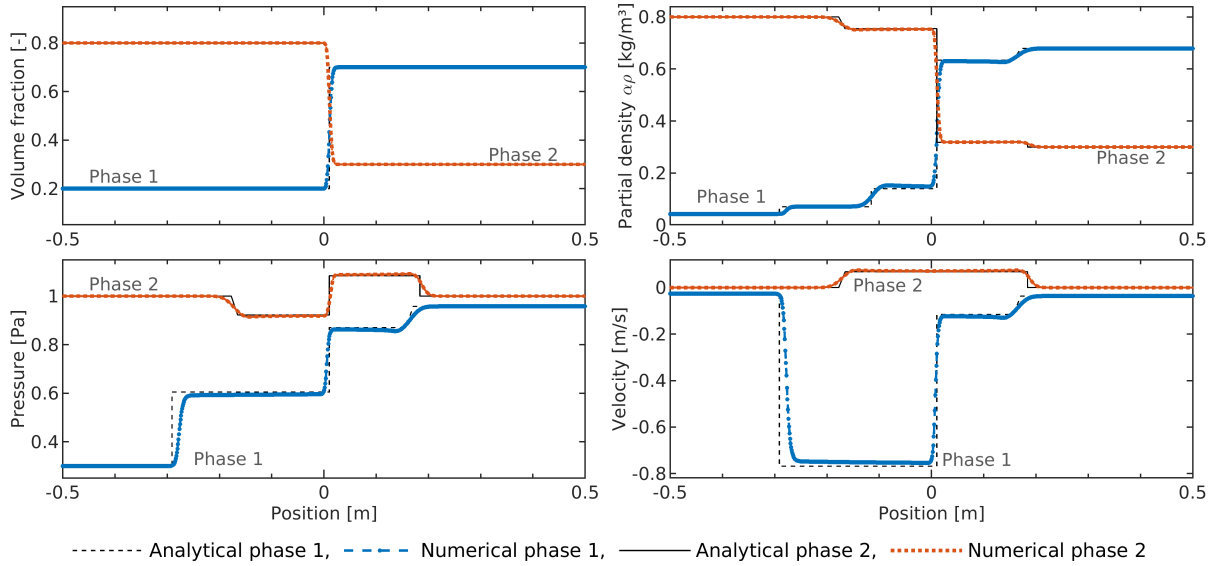 Volume fraction [-]
0.8
0.6
0.4
0.2
Phase 1
Phase 2
-0.5
0
0.5
Partial density αρ [kg/m³]
0.8
0.6
0.4
0.2
0
Phase 1
Phase 2
-0.5
0
0.5
Pressure [Pa]
1
0.8
0.6
0.4
Phase 2
Phase 1
-0.5
0
0.5
Position [m]
Velocity [m/s]
0
-0.2
-0.4
-0.6
-0.8
Phase 2
Phase 1
-0.5
0
0.5
Position [m]
Analytical phase 1, Numerical phase 1, Analytical phase 2, Numerical phase 2